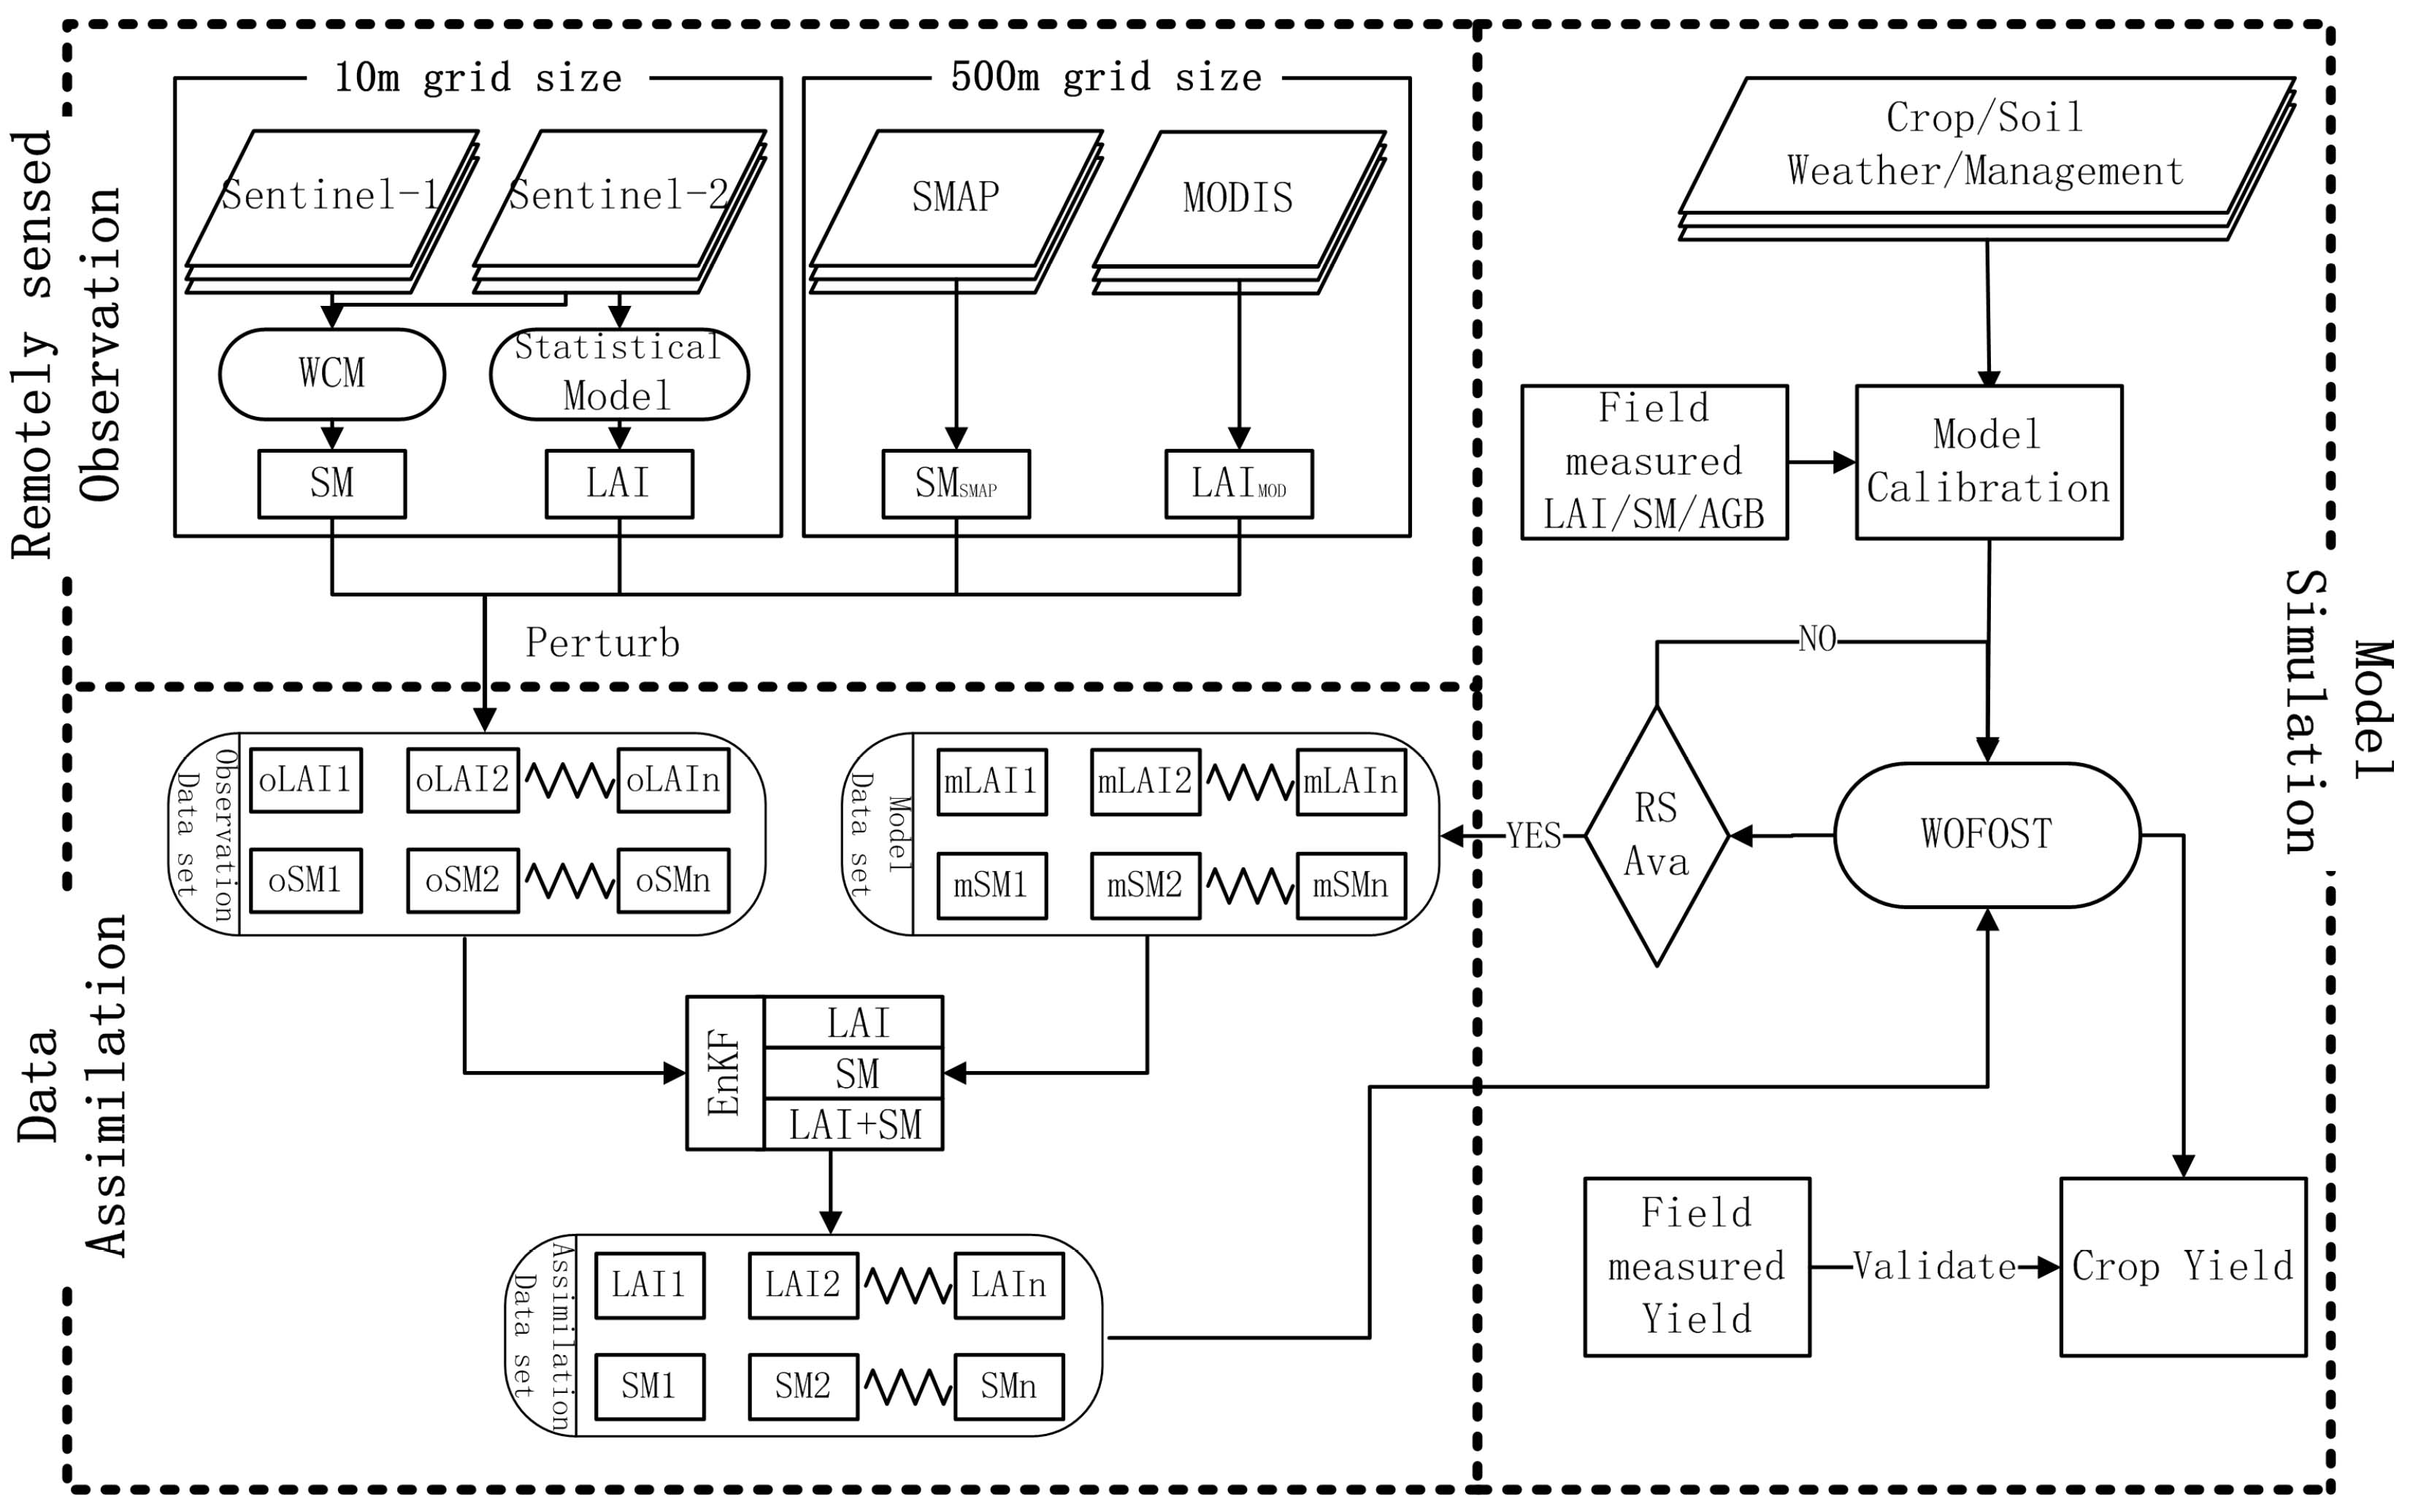 Remotely sensed
Observation
10m grid size
Sentinel-1
Sentinel-2
WCM
Statistical
Model
SM
LAI
500m grid size
SMAP
MODIS
SMSMAP
LAIMOD
Perturb
Data
Assimilation
Observation
Data set
oLAI1
oLAI2
oLAIn
oSM1
oSM2
oSMn
Model
Data set
mLAI1
mLAI2
mLAIn
mSM1
mSM2
mSMn
EnKF
LAI
SM
LAI+SM
Assimilation
Data set
LAI1
LAI2
LAIn
SM1
SM2
SMn
Model
Simulation
Crop/Soil
Weather/Management
Field
measured
LAI/SM/AGB
Model
Calibration
NO
YES
RS
Ava
WOFOST
Field
measured
Yield
Validate
Crop Yield